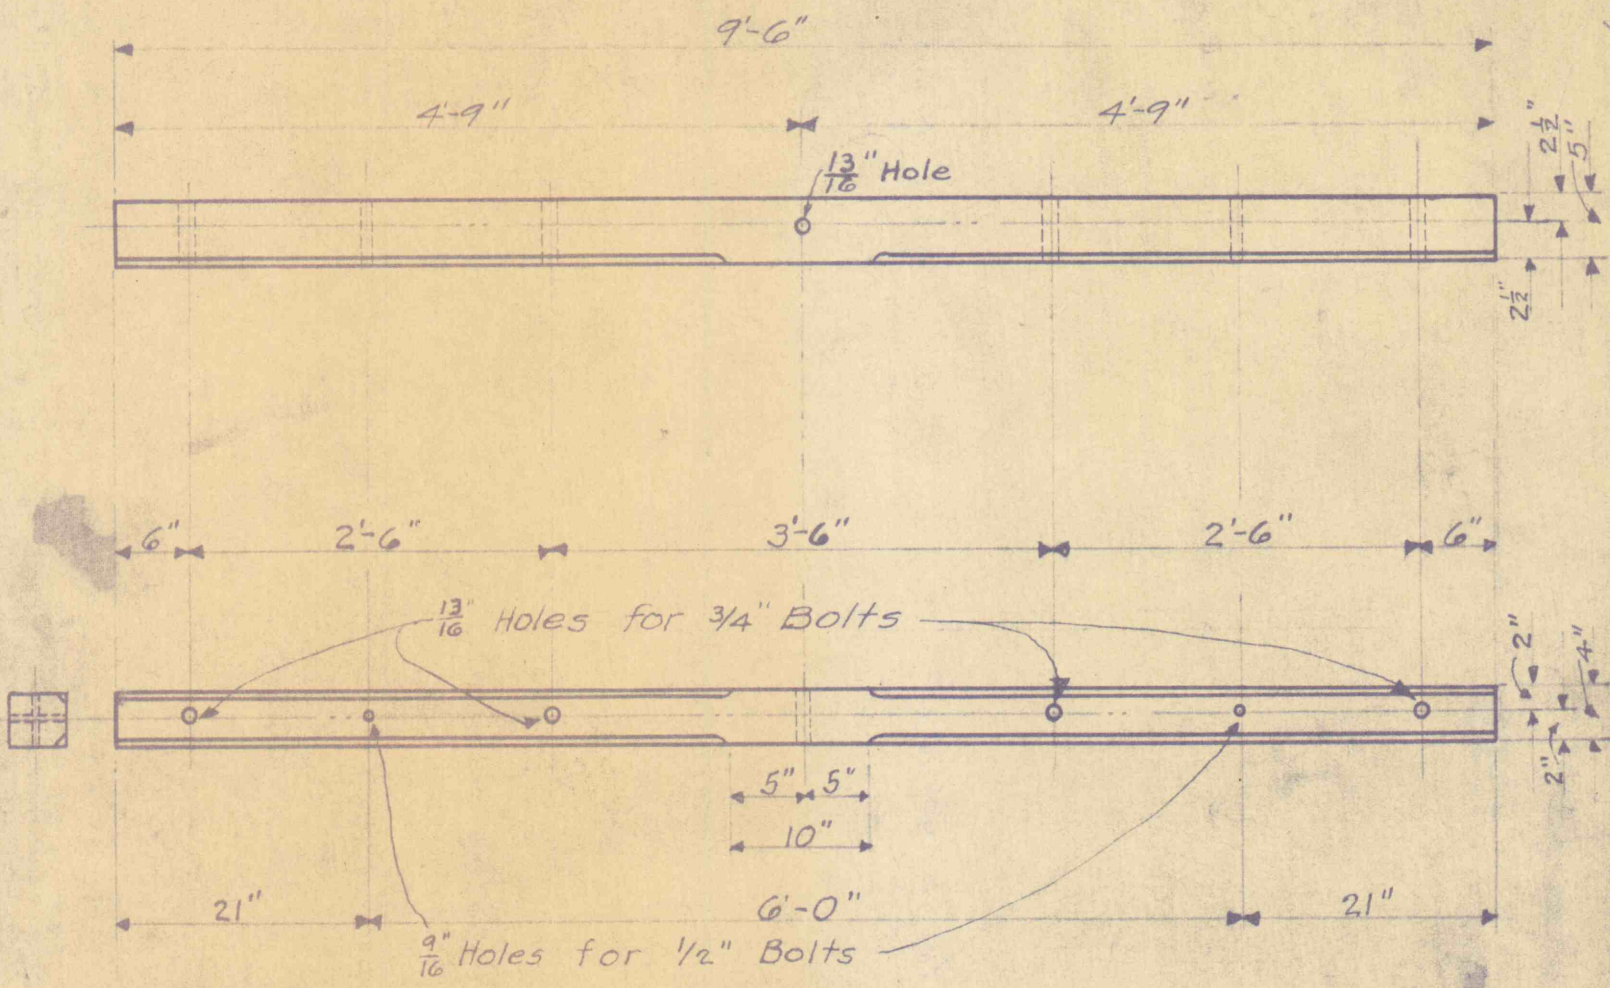 9'-6"
4'-9" 4'-9"
13/16" Hole
2 1/2"
5"
2 1/2"
6" 2'-6" 3'-6" 2'-6" 6"
13/16" Holes for 3/4" Bolts
2"
4"
2"
5" 5"
10"
21" 6'-0" 21"
9/16" Holes for 1/2" Bolts